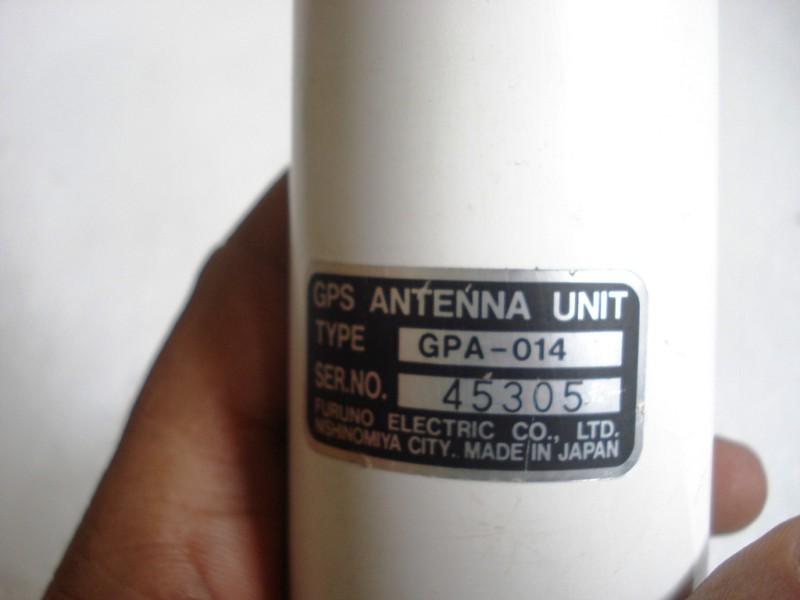 GPS ANTENNA UNIT
TYPE GPA-014
SER.NO. 45305
FURUNO ELECTRIC CO., LTD.
NISHINOMIYA CITY. MADE IN JAPAN